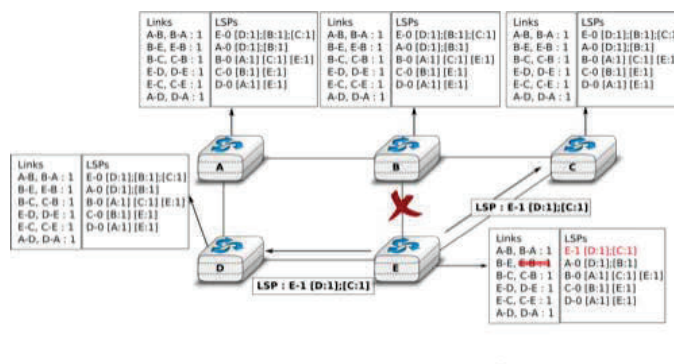 Links LSPs
A-B, B-A : 1 E-0 [D:1];[B:1];[C:1]
B-E, E-B : 1 A-0 [D:1];[B:1]
B-C, C-B : 1 B-0 [A:1] [C:1] [E:1]
E-D, D-E : 1 C-0 [B:1] [E:1]
E-C, C-E : 1 D-0 [A:1] [E:1]
A-D, D-A : 1
Links LSPs
A-B, B-A : 1 E-0 [D:1];[B:1];[C:1]
B-E, E-B : 1 A-0 [D:1];[B:1]
B-C, C-B : 1 B-0 [A:1] [C:1] [E:1]
E-D, D-E : 1 C-0 [B:1] [E:1]
E-C, C-E : 1 D-0 [A:1] [E:1]
A-D, D-A : 1
Links LSPs
A-B, B-A : 1 E-0 [D:1];[B:1];[C:1]
B-E, E-B : 1 A-0 [D:1];[B:1]
B-C, C-B : 1 B-0 [A:1] [C:1] [E:1]
E-D, D-E : 1 C-0 [B:1] [E:1]
E-C, C-E : 1 D-0 [A:1] [E:1]
A-D, D-A : 1
A
B
C
Links LSPs
A-B, B-A : 1 E-0 [D:1];[B:1];[C:1]
B-E, E-B : 1 A-0 [D:1];[B:1]
B-C, C-B : 1 B-0 [A:1] [C:1] [E:1]
E-D, D-E : 1 C-0 [B:1] [E:1]
E-C, C-E : 1 D-0 [A:1] [E:1]
A-D, D-A : 1
LSP : E-1 [D:1];[C:1]
D
E
LSP : E-1 [D:1];[C:1]
Links LSPs
A-B, B-A : 1 E-1 [D:1];[C:1]
B-E, E-B : 1 A-0 [D:1];[B:1]
B-C, C-B : 1 B-0 [A:1] [C:1] [E:1]
E-D, D-E : 1 C-0 [B:1] [E:1]
E-C, C-E : 1 D-0 [A:1] [E:1]
A-D, D-A : 1